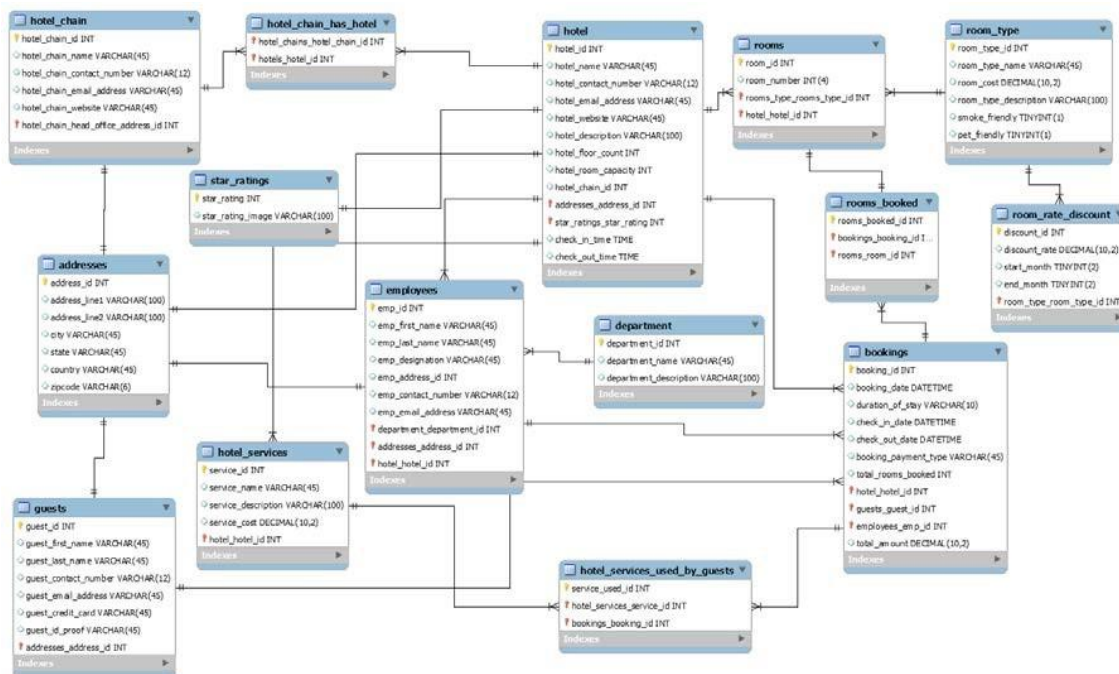 hotel_chain
hotel_chain_id INT
hotel_chain_name VARCHAR(45)
hotel_chain_contact_number VARCHAR(12)
hotel_chain_email_address VARCHAR(45)
hotel_chain_website VARCHAR(45)
hotel_chain_head_office_address_id INT
Indexes
hotel_chain_has_hotel
hotel_chains_hotel_chain_id INT
hotels_hotel_id INT
Indexes
hotel
hotel_id INT
hotel_name VARCHAR(45)
hotel_contact_number VARCHAR(12)
hotel_email_address VARCHAR(45)
hotel_website VARCHAR(45)
hotel_description VARCHAR(100)
hotel_floor_count INT
hotel_room_capacity INT
hotel_chain_id INT
addresses_address_id INT
star_ratings_star_rating INT
check_in_time TIME
check_out_time TIME
Indexes
rooms
room_id INT
room_number INT(4)
rooms_type_rooms_type_id INT
hotel_hotel_id INT
Indexes
room_type
room_type_id INT
room_type_name VARCHAR(45)
room_cost DECIMAL(10,2)
room_type_description VARCHAR(100)
smoke_friendly TINYINT(1)
pet_friendly TINYINT(1)
Indexes
star_ratings
star_rating INT
star_rating_image VARCHAR(100)
Indexes
rooms_booked
rooms_booked_id INT
bookings_booking_id I...
rooms_room_id INT
Indexes
room_rate_discount
discount_id INT
discount_rate DECIMAL(10,2)
start_month TINYINT(2)
end_month TINYINT(2)
room_type_room_type_id INT
Indexes
addresses
address_id INT
address_line1 VARCHAR(100)
address_line2 VARCHAR(100)
city VARCHAR(45)
state VARCHAR(45)
country VARCHAR(45)
zipcode VARCHAR(6)
Indexes
employees
emp_id INT
emp_first_name VARCHAR(45)
emp_last_name VARCHAR(45)
emp_designation VARCHAR(45)
emp_address_id INT
emp_contact_number VARCHAR(12)
emp_email_address VARCHAR(45)
department_department_id INT
addresses_address_id INT
hotel_hotel_id INT
Indexes
department
department_id INT
department_name VARCHAR(45)
department_description VARCHAR(100)
Indexes
bookings
booking_id INT
booking_date DATETIME
duration_of_stay VARCHAR(10)
check_in_date DATETIME
check_out_date DATETIME
booking_payment_type VARCHAR(45)
total_rooms_booked INT
hotel_hotel_id INT
guests_guest_id INT
employees_emp_id INT
total_amount DECIMAL(10,2)
Indexes
hotel_services
service_id INT
service_name VARCHAR(45)
service_description VARCHAR(100)
service_cost DECIMAL(10,2)
hotel_hotel_id INT
Indexes
guests
guest_id INT
guest_first_name VARCHAR(45)
guest_last_name VARCHAR(45)
guest_contact_number VARCHAR(12)
guest_email_address VARCHAR(45)
guest_credit_card VARCHAR(45)
guest_id_proof VARCHAR(45)
addresses_address_id INT
Indexes
hotel_services_used_by_guests
service_used_id INT
hotel_services_service_id INT
bookings_booking_id INT
Indexes